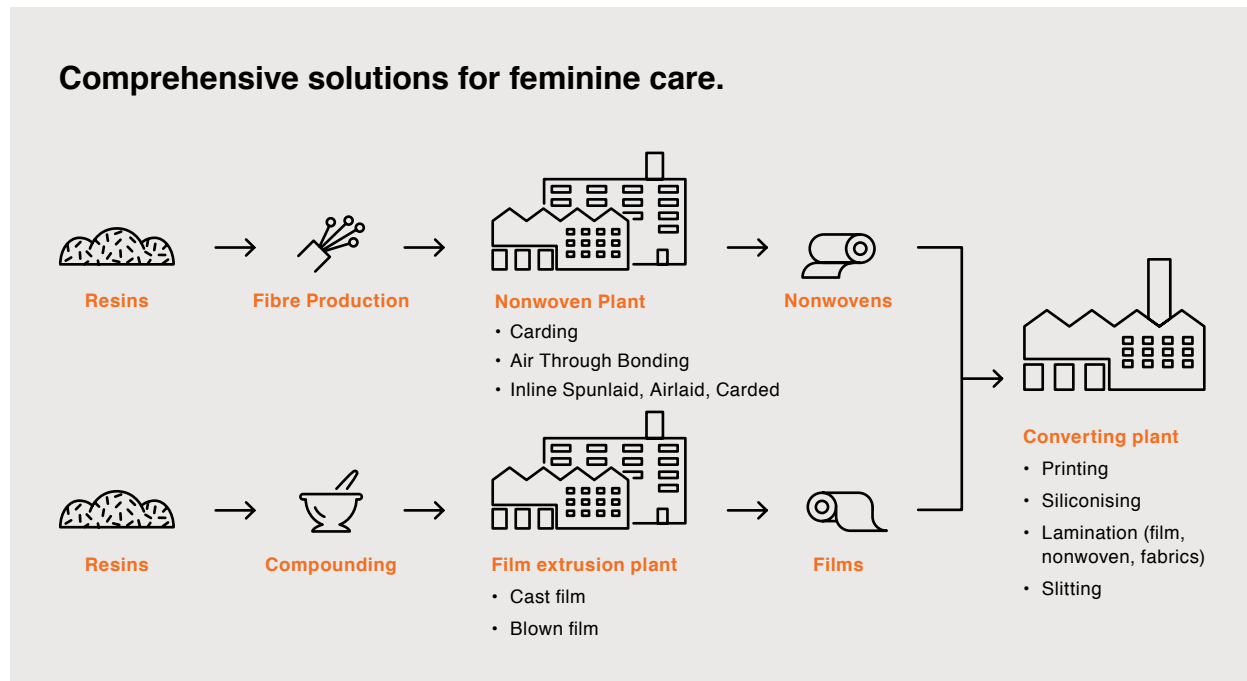 Comprehensive solutions for feminine care.
Resins
Fibre Production
Nonwoven Plant
• Carding
• Air Through Bonding
• Inline Spunlaid, Airlaid, Carded
Nonwovens
Resins
Compounding
Film extrusion plant
• Cast film
• Blown film
Films
Converting plant
• Printing
• Siliconising
• Lamination (film,
nonwoven, fabrics)
• Slitting